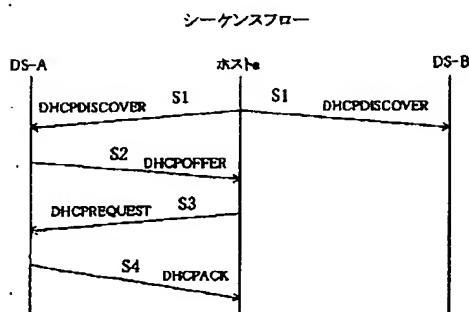 シーケンスフロー
DS-A ホストa DS-B
DHCPDISCOVER S1 S1 DHCPDISCOVER
S2 DHCPOFFER
DHCPREQUEST S3
S4 DHCPACK